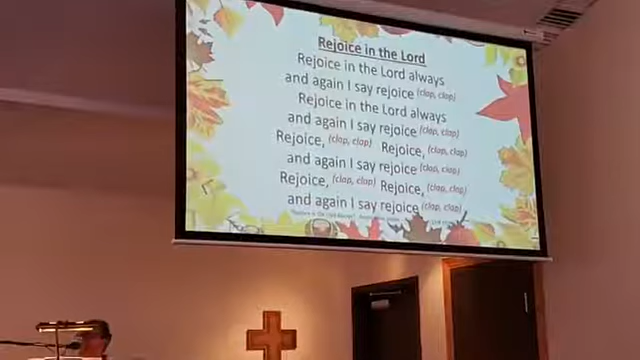 Rejoice in the Lord
Rejoice in the Lord always
and again I say rejoice (clap, clap)
Rejoice in the Lord always
and again I say rejoice (clap, clap)
Rejoice, (clap, clap) Rejoice, (clap, clap)
and again I say rejoice (clap, clap)
Rejoice, (clap, clap) Rejoice, (clap, clap)
and again I say rejoice (clap, clap)